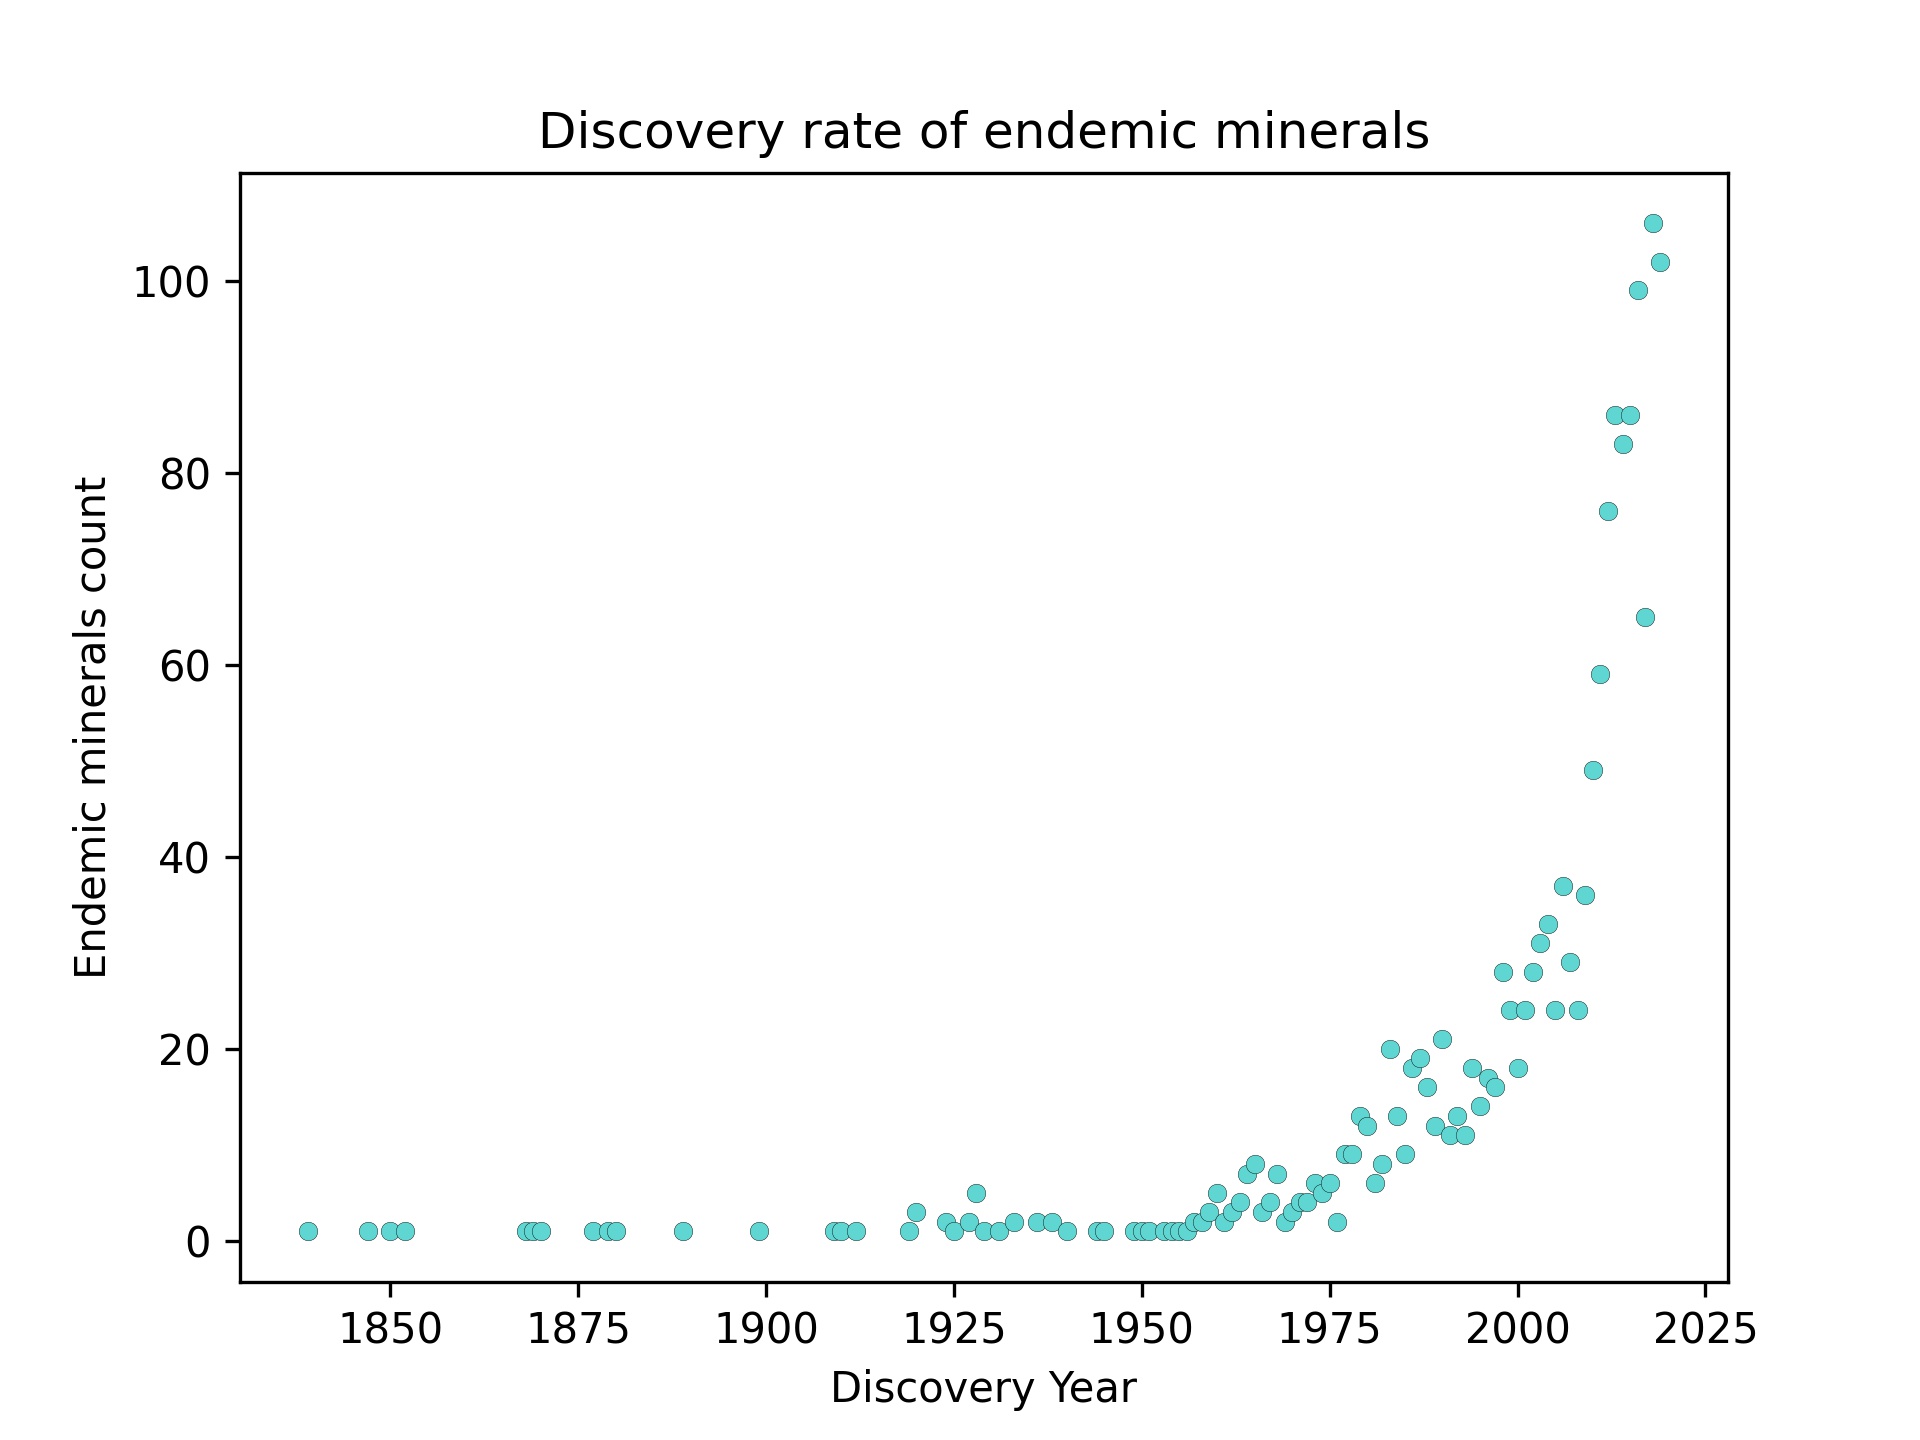 Discovery rate of endemic minerals
Endemic minerals count
100
80
60
40
20
0
1850 1875 1900 1925 1950 1975 2000 2025
Discovery Year